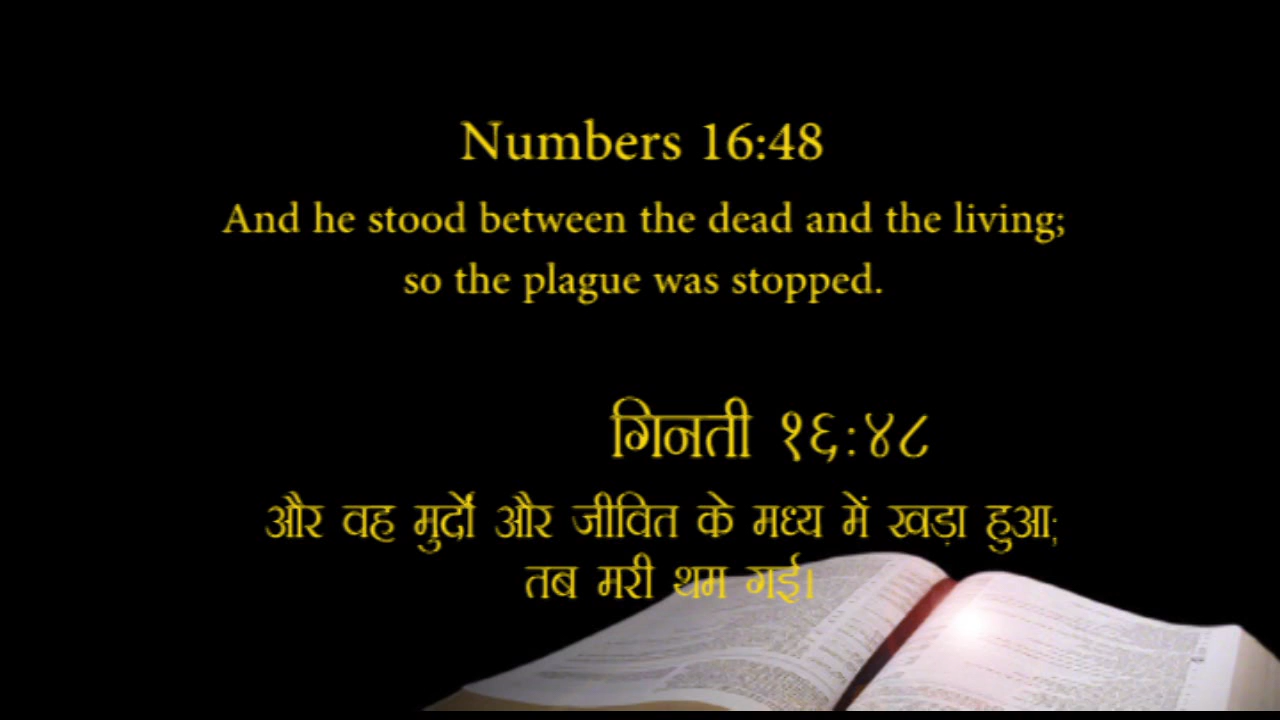 Numbers 16:48
And he stood between the dead and the living;
so the plague was stopped.
गिनती १६:४८
और वह मुर्दों और जीवित के मध्य में खड़ा हुआ;
तब मरी थम गई।